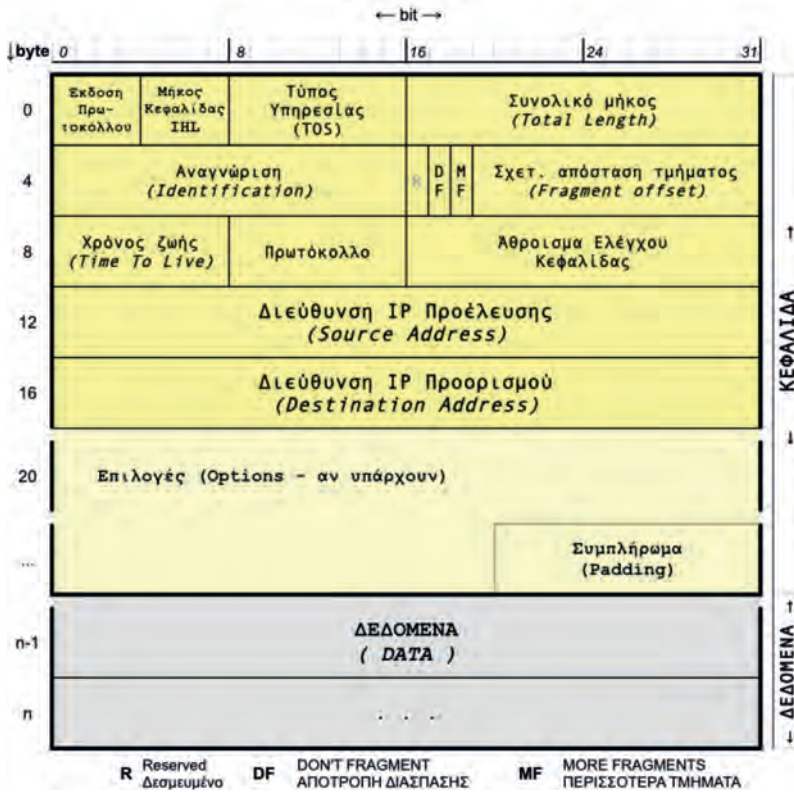 ← bit →
↓byte 0 8 16 24 31
0
Έκδοση
Πρω-
τοκόλλου
Μήκος
Κεφαλίδας
IHL
Τύπος
Υπηρεσίας
(TOS)
Συνολικό μήκος
(Total Length)
4
Αναγνώριση
(Identification)
R
D
F
M
F
Σχετ. απόσταση τμήματος
(Fragment offset)
8
Χρόνος ζωής
(Time To Live)
Πρωτόκολλο
Άθροισμα Ελέγχου
Κεφαλίδας
12
Διεύθυνση IP Προέλευσης
(Source Address)
16
Διεύθυνση IP Προορισμού
(Destination Address)
← ΚΕΦΑΛΙΔΑ →
20
Επιλογές (Options - αν υπάρχουν)
...
Συμπλήρωμα
(Padding)
n-1
ΔΕΔΟΜΕΝΑ
( DATA )
n
. . .
← ΔΕΔΟΜΕΝΑ →
R Reserved
Δεσμευμένο
DF DON'T FRAGMENT
ΑΠΟΤΡΟΠΗ ΔΙΑΣΠΑΣΗΣ
MF MORE FRAGMENTS
ΠΕΡΙΣΣΟΤΕΡΑ ΤΜΗΜΑΤΑ